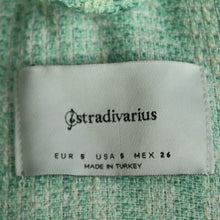 stradivarius
EUR S USA S MEX 26
MADE IN TURKEY